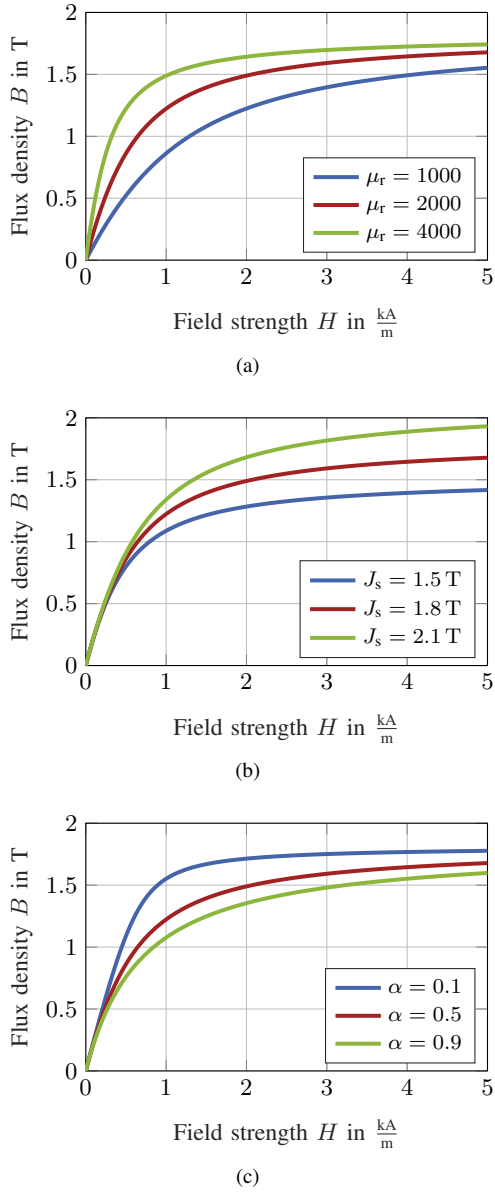 2
1.5
1
0.5
0
Flux density B in T
μr = 1000
μr = 2000
μr = 4000
0 1 2 3 4 5
Field strength H in kA/m
(a)
2
1.5
1
0.5
0
Flux density B in T
Js = 1.5 T
Js = 1.8 T
Js = 2.1 T
0 1 2 3 4 5
Field strength H in kA/m
(b)
2
1.5
1
0.5
0
Flux density B in T
α = 0.1
α = 0.5
α = 0.9
0 1 2 3 4 5
Field strength H in kA/m
(c)